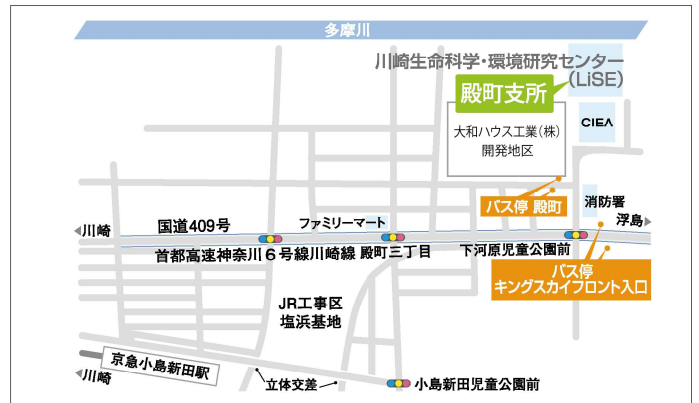 多摩川
川崎生命科学・環境研究センター
(LiSE)
殿町支所
CIEA
大和ハウス工業(株)
開発地区
バス停 殿町
消防署
浮島
川崎
国道409号
ファミリーマート
首都高速神奈川6号線川崎線
殿町三丁目
下河原児童公園前
バス停
キングスカイフロント入口
JR工事区
塩浜基地
京急小島新田駅
川崎
立体交差
小島新田児童公園前